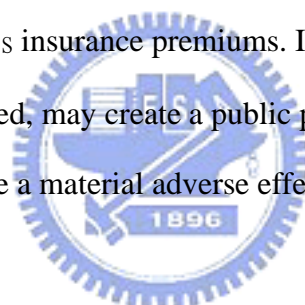 s insurance premiums. I
ed, may create a public p
e a material adverse effe
1896